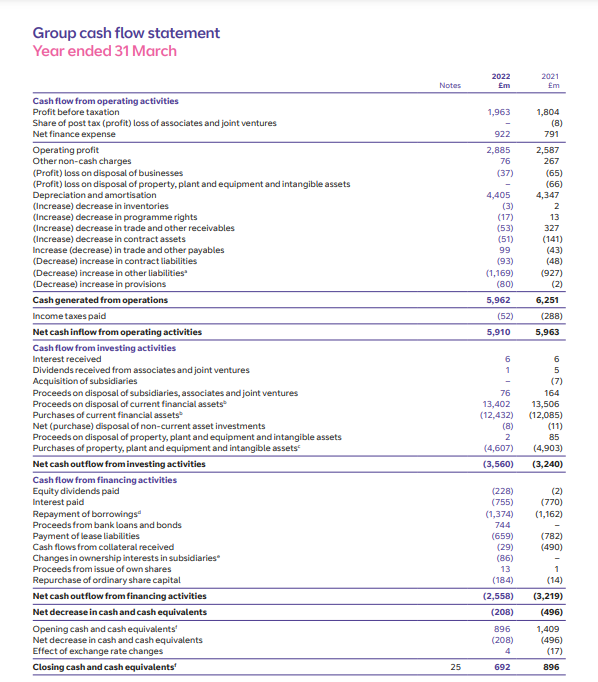 Group cash flow statement
Year ended 31 March
2022 2021
Notes £m £m
Cash flow from operating activities
Profit before taxation 1,963 1,804
Share of post tax (profit) loss of associates and joint ventures – (8)
Net finance expense 922 791
Operating profit 2,885 2,587
Other non-cash charges 76 267
(Profit) loss on disposal of businesses (37) (65)
(Profit) loss on disposal of property, plant and equipment and intangible assets – (66)
Depreciation and amortisation 4,405 4,347
(Increase) decrease in inventories (3) 2
(Increase) decrease in programme rights (17) 13
(Increase) decrease in trade and other receivables (53) 327
(Increase) decrease in contract assets (51) (141)
Increase (decrease) in trade and other payables 99 (43)
(Decrease) increase in contract liabilities (93) (48)
(Decrease) increase in other liabilitiesᵃ (1,169) (927)
(Decrease) increase in provisions (80) (2)
Cash generated from operations 5,962 6,251
Income taxes paid (52) (288)
Net cash inflow from operating activities 5,910 5,963
Cash flow from investing activities
Interest received 6 6
Dividends received from associates and joint ventures 1 5
Acquisition of subsidiaries – (7)
Proceeds on disposal of subsidiaries, associates and joint ventures 76 164
Proceeds on disposal of current financial assetsᵇ 13,402 13,506
Purchases of current financial assetsᵇ (12,432) (12,085)
Net (purchase) disposal of non-current asset investments (8) (11)
Proceeds on disposal of property, plant and equipment and intangible assets 2 85
Purchases of property, plant and equipment and intangible assetsᶜ (4,607) (4,903)
Net cash outflow from investing activities (3,560) (3,240)
Cash flow from financing activities
Equity dividends paid (228) (2)
Interest paid (755) (770)
Repayment of borrowingsᵈ (1,374) (1,162)
Proceeds from bank loans and bonds 744 –
Payment of lease liabilities (659) (782)
Cash flows from collateral received (29) (490)
Changes in ownership interests in subsidiariesᵉ (86) –
Proceeds from issue of own shares 13 1
Repurchase of ordinary share capital (184) (14)
Net cash outflow from financing activities (2,558) (3,219)
Net decrease in cash and cash equivalents (208) (496)
Opening cash and cash equivalentsᶠ 896 1,409
Net decrease in cash and cash equivalents (208) (496)
Effect of exchange rate changes 4 (17)
Closing cash and cash equivalentsᶠ 25 692 896